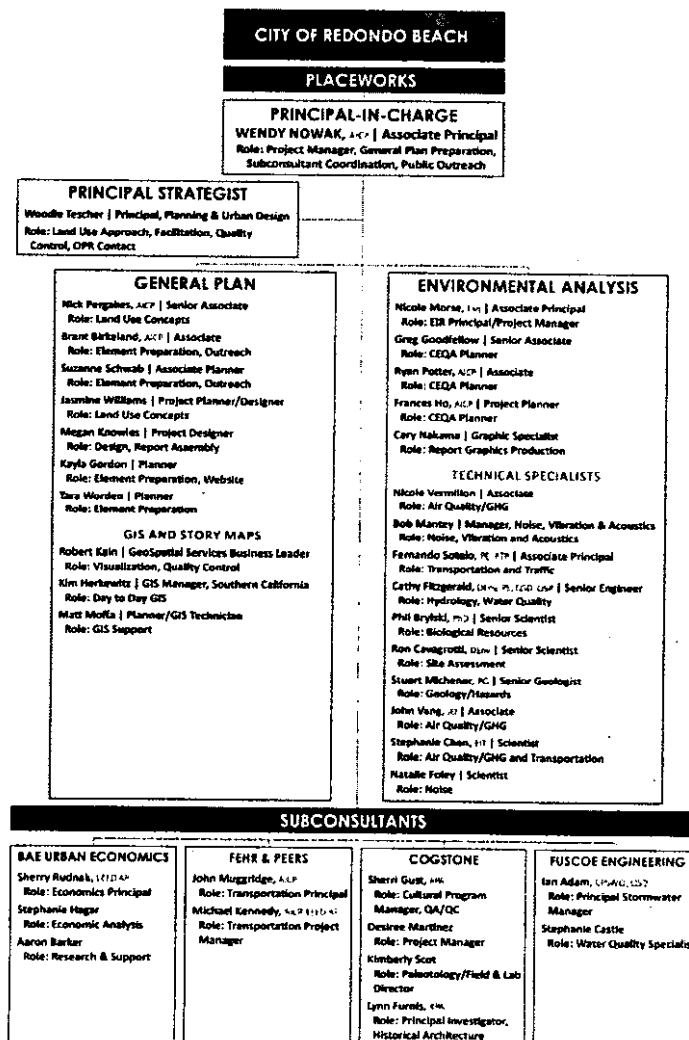 CITY OF REDONDO BEACH
PLACEWORKS
PRINCIPAL-IN-CHARGE
WENDY NOWAK, AICP | Associate Principal
Role: Project Manager, General Plan Preparation,
Subconsultant Coordination, Public Outreach
PRINCIPAL STRATEGIST
Woodie Tescher | Principal, Planning & Urban Design
Role: Land Use Approach, Facilitation, Quality
Control, OPR Contact
GENERAL PLAN
Nick Pergakes, AICP | Senior Associate
Role: Land Use Concepts
Brant Birkeland, AICP | Associate
Role: Element Preparation, Outreach
Suzanne Schwab | Associate Planner
Role: Element Preparation, Outreach
Jasmine Williams | Project Planner/Designer
Role: Land Use Concepts
Megan Knowles | Project Designer
Role: Design, Report Assembly
Kayla Gordon | Planner
Role: Element Preparation, Website
Tara Worden | Planner
Role: Element Preparation
GIS AND STORY MAPS
Robert Kain | GeoSpatial Services Business Leader
Role: Visualization, Quality Control
Kim Herkewitz | GIS Manager, Southern California
Role: Day to Day GIS
Matt Moffa | Planner/GIS Technician
Role: GIS Support
ENVIRONMENTAL ANALYSIS
Nicole Morse, | Associate Principal
Role: EIR Principal/Project Manager
Greg Goodfellow | Senior Associate
Role: CEQA Planner
Ryan Potter, AICP | Associate
Role: CEQA Planner
Frances Ho, AICP | Project Planner
Role: CEQA Planner
Cary Nakama | Graphic Specialist
Role: Report Graphics Production
TECHNICAL SPECIALISTS
Nicole Vermilion | Associate
Role: Air Quality/GHG
Bob Mantey | Manager, Noise, Vibration & Acoustics
Role: Noise, Vibration and Acoustics
Fernando Sotelo, PE, PTP | Associate Principal
Role: Transportation and Traffic
Cathy Fitzgerald, | Senior Engineer
Role: Hydrology, Water Quality
Phil Brylski, PhD | Senior Scientist
Role: Biological Resources
Ron Cavagrotti, DEnv | Senior Scientist
Role: Site Assessment
Stuart Michener, PG | Senior Geologist
Role: Geology/Hazards
John Vang, JD | Associate
Role: Air Quality/GHG
Stephanie Chen, EIT | Scientist
Role: Air Quality/GHG and Transportation
Natalie Foley | Scientist
Role: Noise
SUBCONSULTANTS
BAE URBAN ECONOMICS
Sherry Rudnak, LEED AP
Role: Economics Principal
Stephanie Hagar
Role: Economic Analysis
Aaron Barker
Role: Research & Support
FEHR & PEERS
John Muggridge, AICP
Role: Transportation Principal
Michael Kennedy, AICP LEED AP
Role: Transportation Project
Manager
COGSTONE
Sherri Gust, RPA
Role: Cultural Program
Manager, QA/QC
Desiree Martinez
Role: Project Manager
Kimberly Scot
Role: Paleotology/Field & Lab
Director
Lynn Furnis, RPA
Role: Principal Investigator,
Historical Architecture
FUSCOE ENGINEERING
Ian Adam,
Role: Principal Stormwater
Manager
Stephanie Castle
Role: Water Quality Specialis